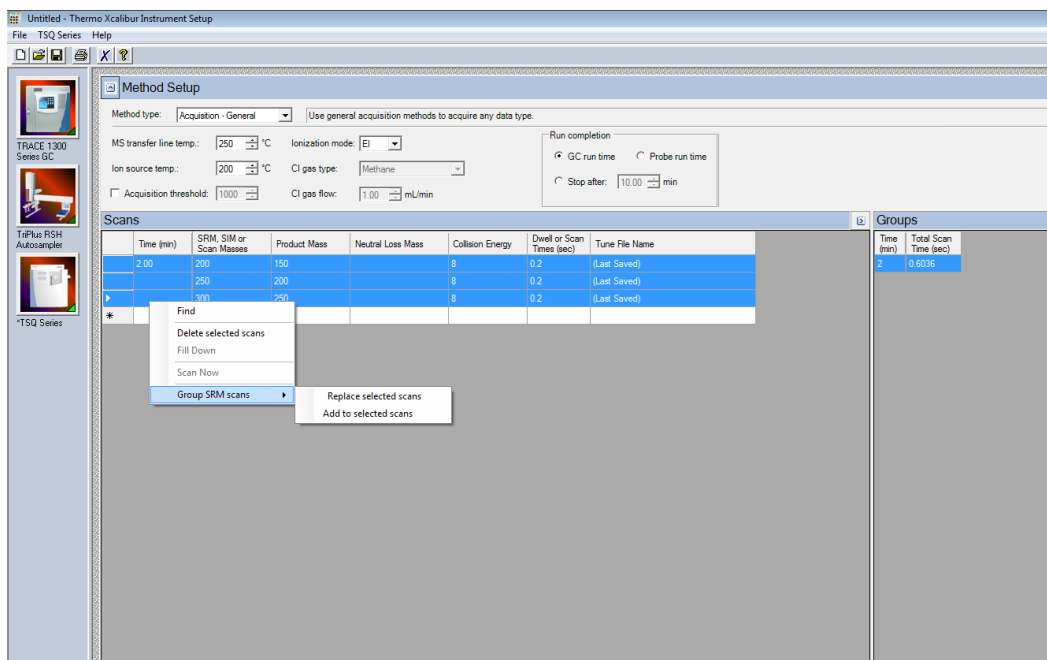 Untitled - Thermo Xcalibur Instrument Setup
File TSQ Series Help
Method Setup
Method type: Acquisition - General Use general acquisition methods to acquire any data type.
Run completion
MS transfer line temp.: 250 °C Ionization mode: EI GC run time Probe run time
Ion source temp.: 200 °C CI gas type: Methane Stop after: 10.00 min
Acquisition threshold: 1000 CI gas flow: 1.00 mL/min
TRACE 1300
Series GC
TriPlus RSH
Autosampler
*TSQ Series
Scans
Time (min) SRM, SIM or Scan Masses Product Mass Neutral Loss Mass Collision Energy Dwell or Scan Times (sec) Tune File Name
2.00 200 150 8 0.2 (Last Saved)
250 200 8 0.2 (Last Saved)
300 250 8 0.2 (Last Saved)
Find
Delete selected scans
Fill Down
Scan Now
Group SRM scans
Replace selected scans
Add to selected scans
Groups
Time (min) Total Scan Time (sec)
2 0.6036